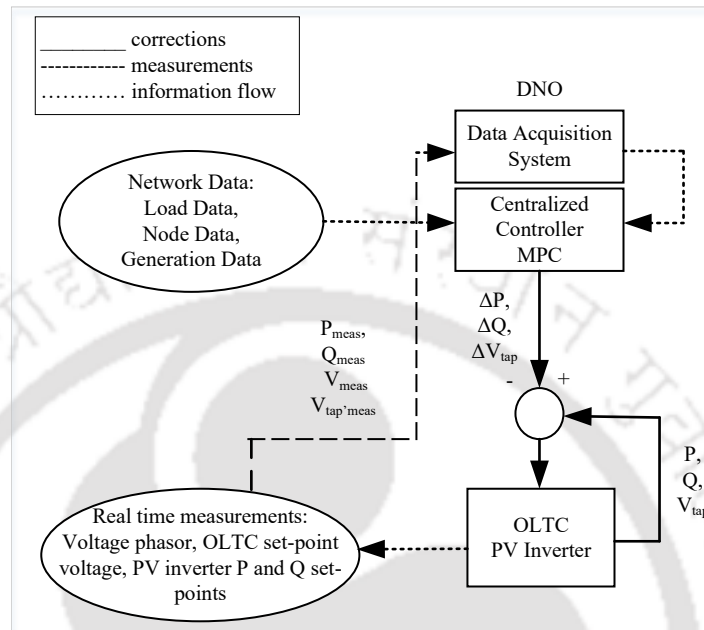 corrections
measurements
information flow
DNO
Data Acquisition
System
Network Data:
Load Data,
Node Data,
Generation Data
Centralized
Controller
MPC
ΔP,
ΔQ,
ΔVtap
Pmeas,
Qmeas
Vmeas
Vtap'meas
- +
P,
Q,
Vtap
OLTC
PV Inverter
Real time measurements:
Voltage phasor, OLTC set-point
voltage, PV inverter P and Q set-
points